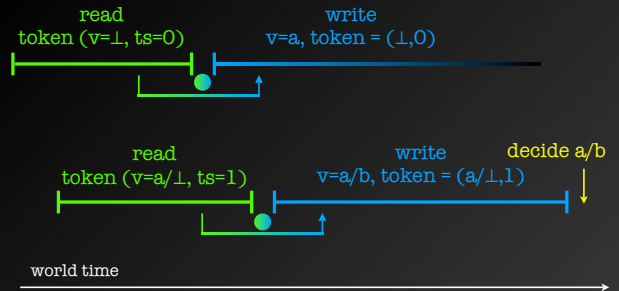 read
token (v=⊥, ts=0)
write
v=a, token = (⊥,0)
read
token (v=a/⊥, ts=1)
write
v=a/b, token = (a/⊥,1)
decide a/b
world time